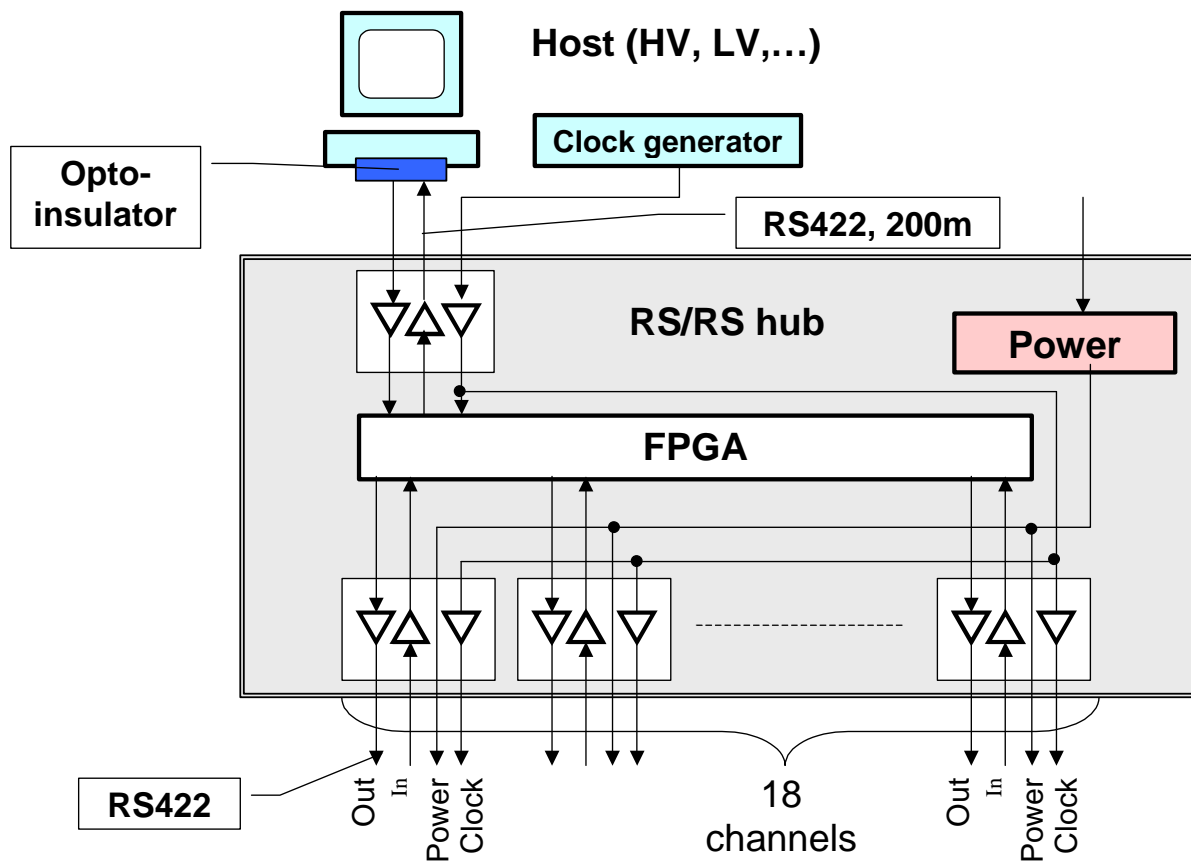 Host (HV, LV,…)
Clock generator
Opto-
insulator
RS422, 200m
RS/RS hub
Power
FPGA
RS422
Out
In
Power
Clock
18
channels
Out
In
Power
Clock